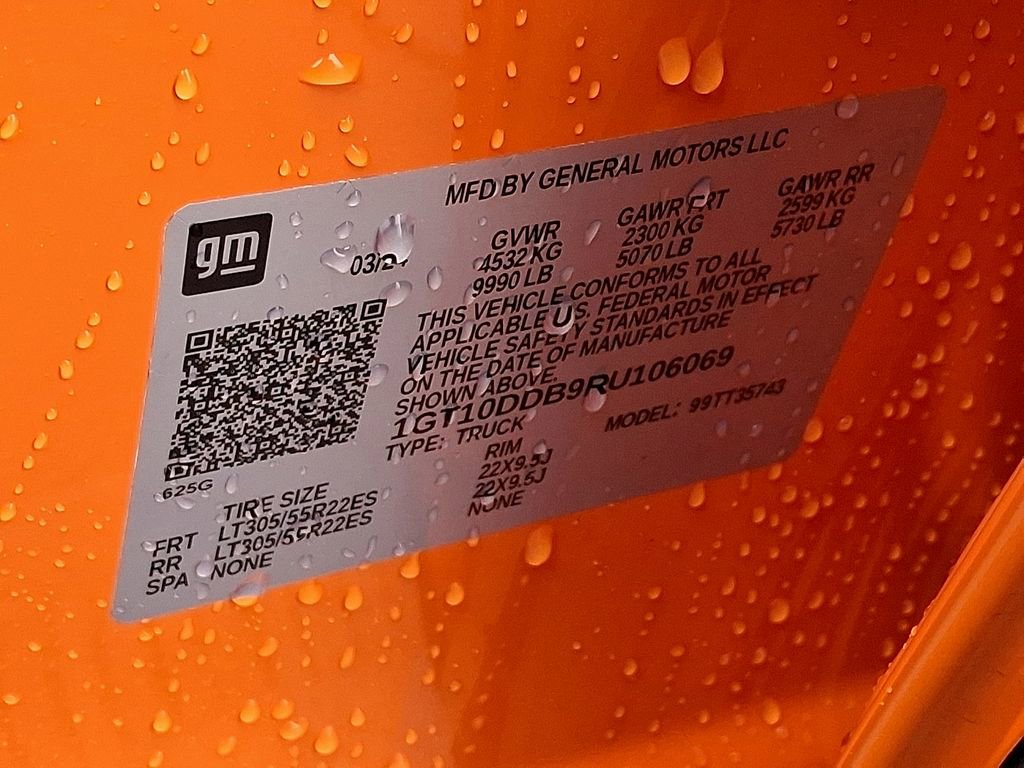 gm
MFD BY GENERAL MOTORS LLC
03/24
GVWR
4532 KG
9990 LB
GAWR FRT
2300 KG
5070 LB
GAWR RR
2599 KG
5730 LB
THIS VEHICLE CONFORMS TO ALL
APPLICABLE U.S. FEDERAL MOTOR
VEHICLE SAFETY STANDARDS IN EFFECT
ON THE DATE OF MANUFACTURE
SHOWN ABOVE.
1GT10DDB9RU106069
TYPE: TRUCK
MODEL: 99TT35743
625G
TIRE SIZE RIM
FRT LT305/55R22ES 22X9.5J
RR LT305/55R22ES 22X9.5J
SPA NONE NONE